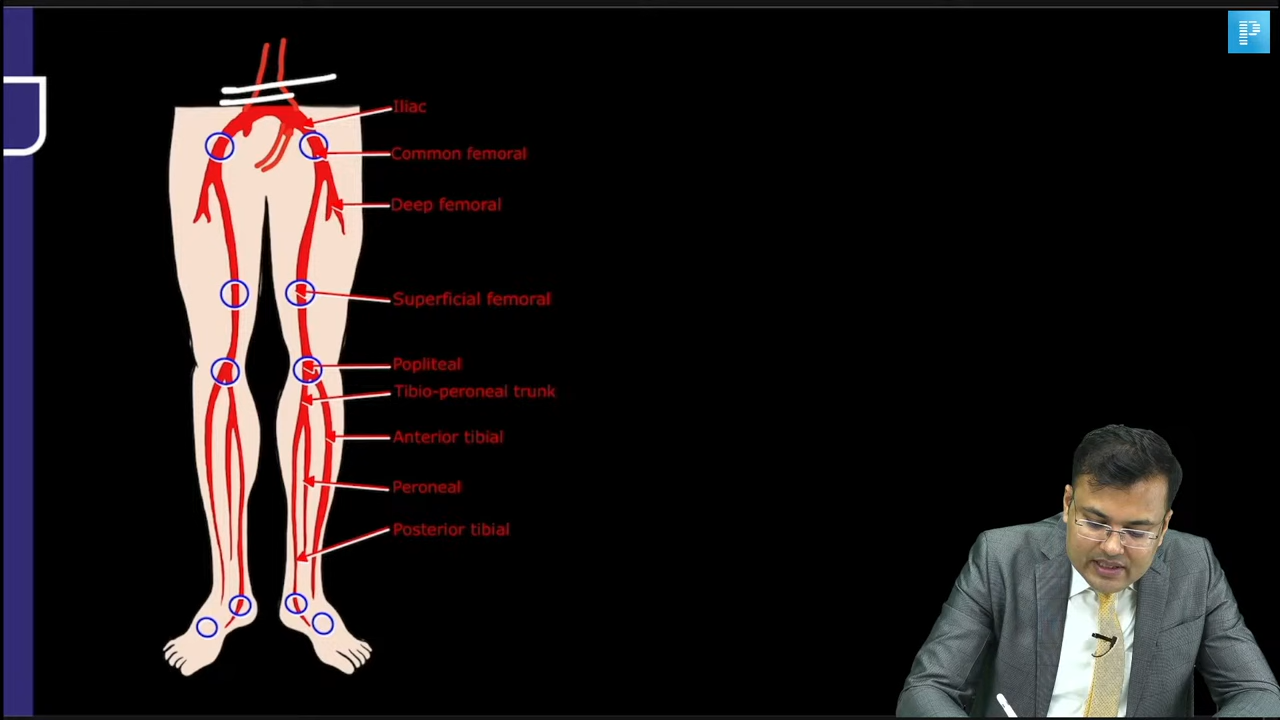 P
Iliac
Common femoral
Deep femoral
Superficial femoral
Popliteal
Tibio-peroneal trunk
Anterior tibial
Peroneal
Posterior tibial